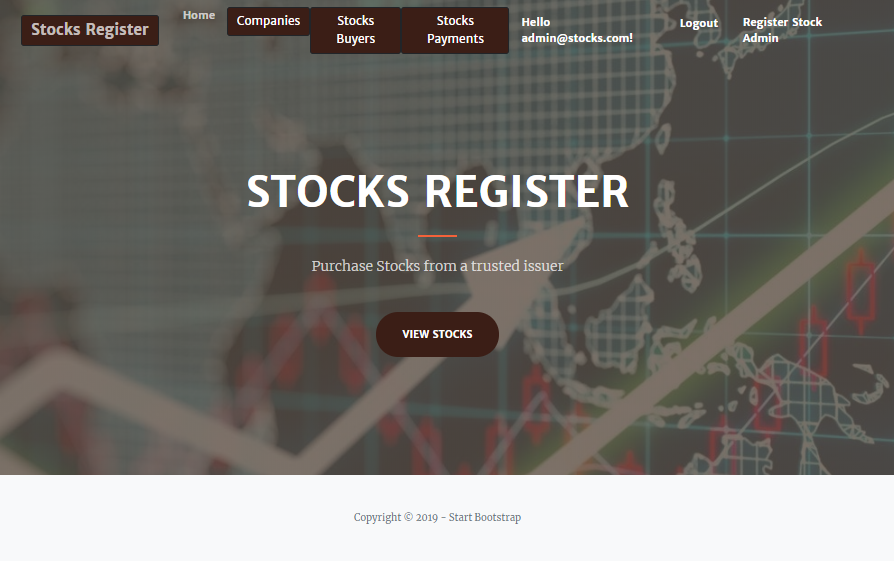 Stocks Register
Home
Companies
Stocks
Buyers
Stocks
Payments
Hello
admin@stocks.com!
Logout
Register Stock
Admin
STOCKS REGISTER
Purchase Stocks from a trusted issuer
VIEW STOCKS
Copyright © 2019 - Start Bootstrap